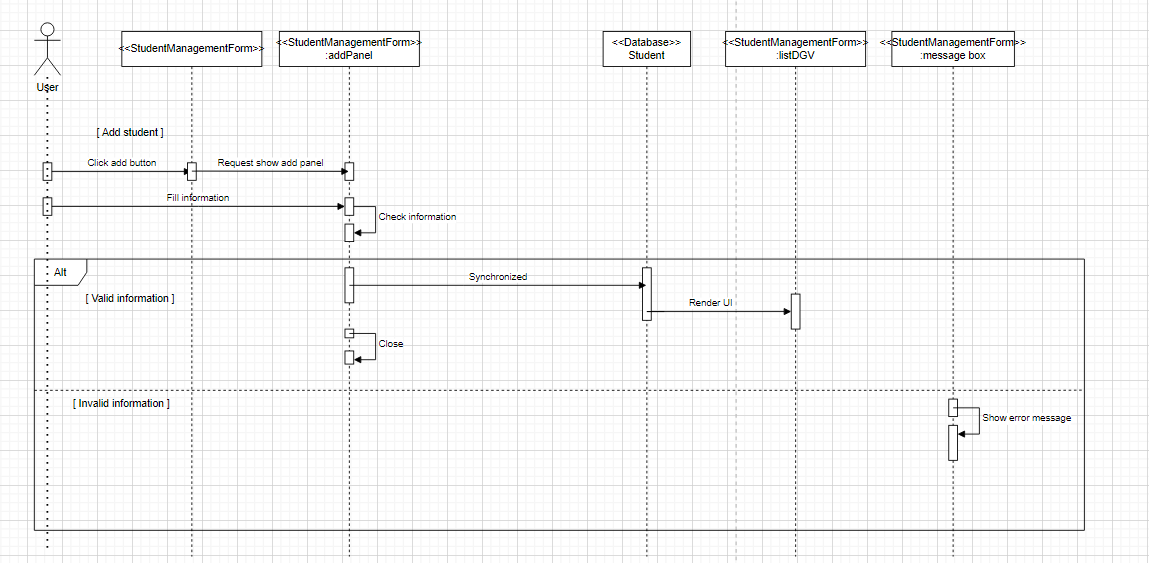 <<StudentManagementForm>>
<<StudentManagementForm>>
:addPanel
<<Database>>
Student
<<StudentManagementForm>>
:listDGV
<<StudentManagementForm>>
:message box
User
[ Add student ]
Click add button
Request show add panel
Fill information
Check information
Alt
Synchronized
[ Valid information ]
Render UI
Close
[ Invalid information ]
Show error message